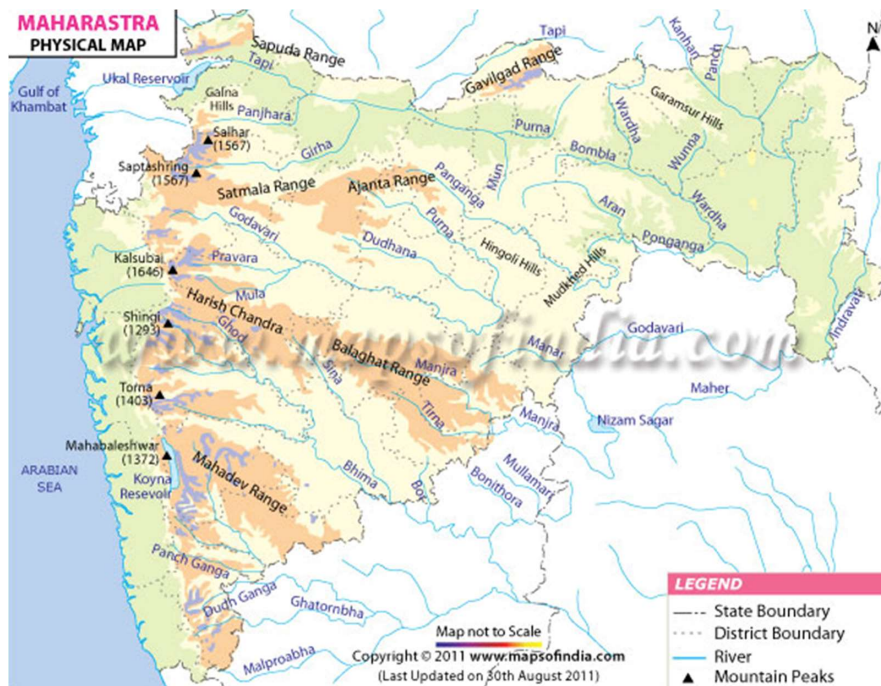 MAHARASTRA
PHYSICAL MAP
Gulf of
Khambat
Ukal Reservoir
Sapuda Range
Tapi
Tapi
Gavilgad Range
Kanhan
Panch
N
Galna
Hills
Panjhara
Salhar
(1567)
Girha
Purna
Wardha
Garamsur Hills
Wunna
Saptashring
(1567)
Satmala Range
Ajanta Range
Panganga
Mun
Bombla
Wardha
Godavari
Purna
Aran
Dudhana
Hingoli Hills
Ponganga
Kalsubai
(1646)
Pravara
Mula
Mudkhed Hills
Harish Chandra
Shingi
(1293)
Ghod
www.mapsofindia.com
Godavari
Indravati
Balaghat Range
Manar
Sina
Manjra
Maher
Torna
(1403)
Tirna
Manjra
Nizam Sagar
Mahabaleshwar
(1372)
ARABIAN
SEA
Koyna
Resevoir
Mahadev Range
Bhima
Bor
Mullamari
Bonithora
Panch Ganga
Dudh Ganga
Ghatornbha
Malproabha
Map not to Scale
Copyright © 2011 www.mapsofindia.com
(Last Updated on 30th August 2011)
LEGEND
State Boundary
District Boundary
River
Mountain Peaks